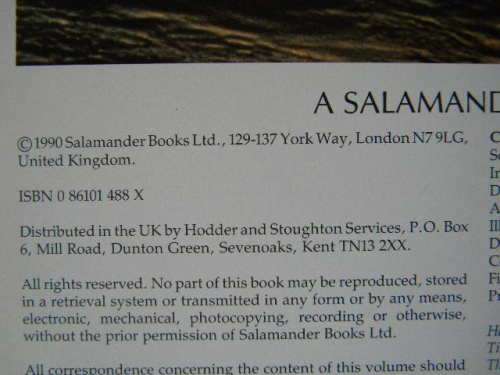 A SALAMAND
© 1990 Salamander Books Ltd., 129-137 York Way, London N7 9LG,
United Kingdom.
ISBN 0 86101 488 X
Distributed in the UK by Hodder and Stoughton Services, P.O. Box
6, Mill Road, Dunton Green, Sevenoaks, Kent TN13 2XX.
All rights reserved. No part of this book may be reproduced, stored
in a retrieval system or transmitted in any form or by any means,
electronic, mechanical, photocopying, recording or otherwise,
without the prior permission of Salamander Books Ltd.
All correspondence concerning the content of this volume should